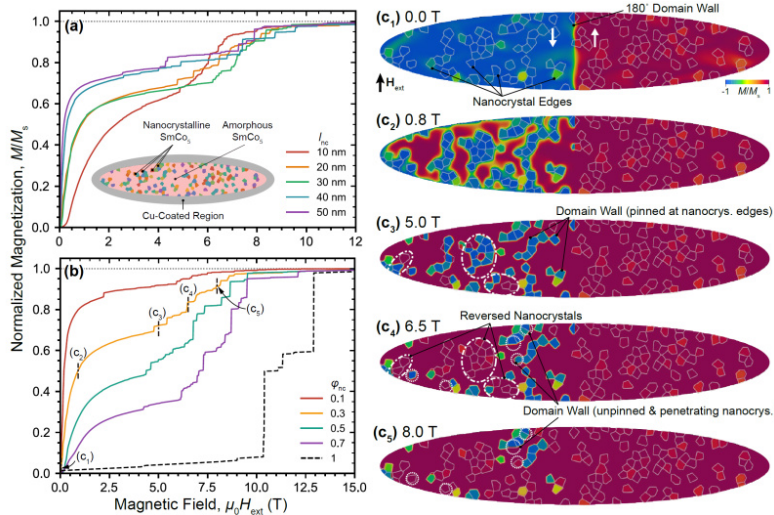 (a)
Normalized Magnetization, M/Ms
1.0
0.8
0.6
0.4
0.2
0.0
0
2
4
6
8
10
12
Nanocrystalline
SmCo5
Amorphous
SmCo5
Cu-Coated Region
lnc
10 nm
20 nm
30 nm
40 nm
50 nm
(b)
1.0
0.8
0.6
0.4
0.2
0.0
0.0
2.5
5.0
7.5
10.0
12.5
15.0
Magnetic Field, μ0Hext (T)
(c1)
(c2)
(c3)
(c4)
(c5)
φnc
0.1
0.3
0.5
0.7
1
(c1) 0.0 T
180° Domain Wall
Hext
Nanocrystal Edges
-1 M/Ms 1
(c2) 0.8 T
(c3) 5.0 T
Domain Wall (pinned at nanocrys. edges)
(c4) 6.5 T
Reversed Nanocrystals
Domain Wall (unpinned & penetrating nanocrys.
(c5) 8.0 T